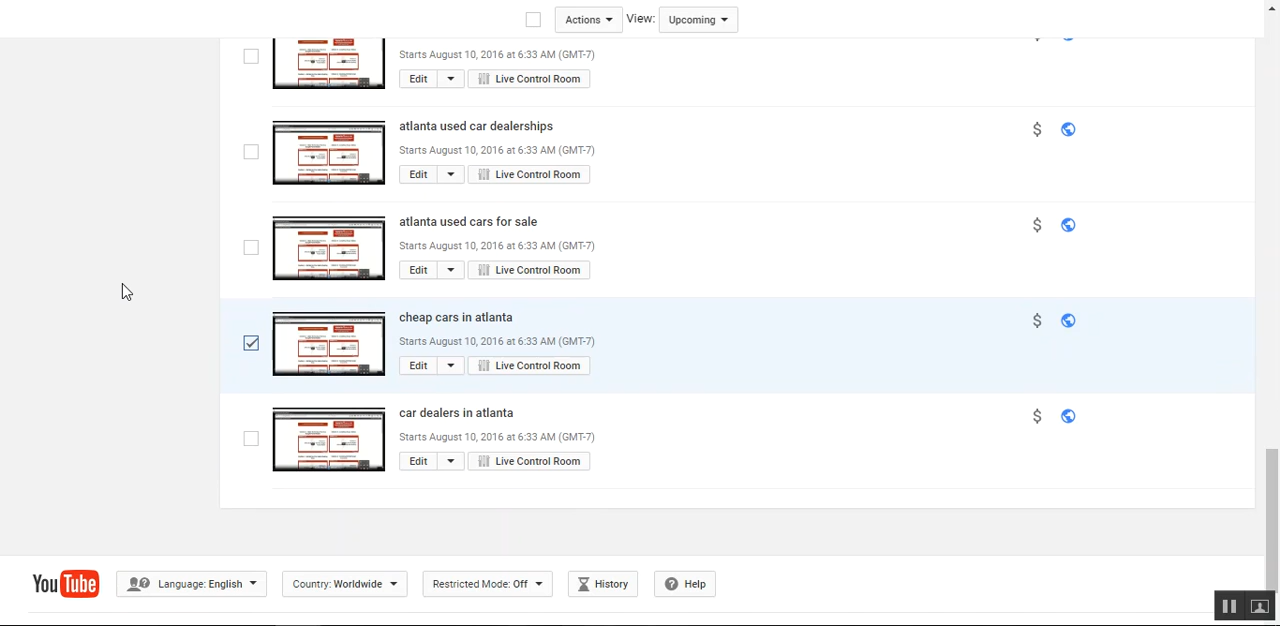 Actions View: Upcoming
Starts August 10, 2016 at 6:33 AM (GMT-7)
Edit Live Control Room
atlanta used car dealerships
Starts August 10, 2016 at 6:33 AM (GMT-7)
Edit Live Control Room
atlanta used cars for sale
Starts August 10, 2016 at 6:33 AM (GMT-7)
Edit Live Control Room
cheap cars in atlanta
Starts August 10, 2016 at 6:33 AM (GMT-7)
Edit Live Control Room
car dealers in atlanta
Starts August 10, 2016 at 6:33 AM (GMT-7)
Edit Live Control Room
YouTube Language: English Country: Worldwide Restricted Mode: Off History Help